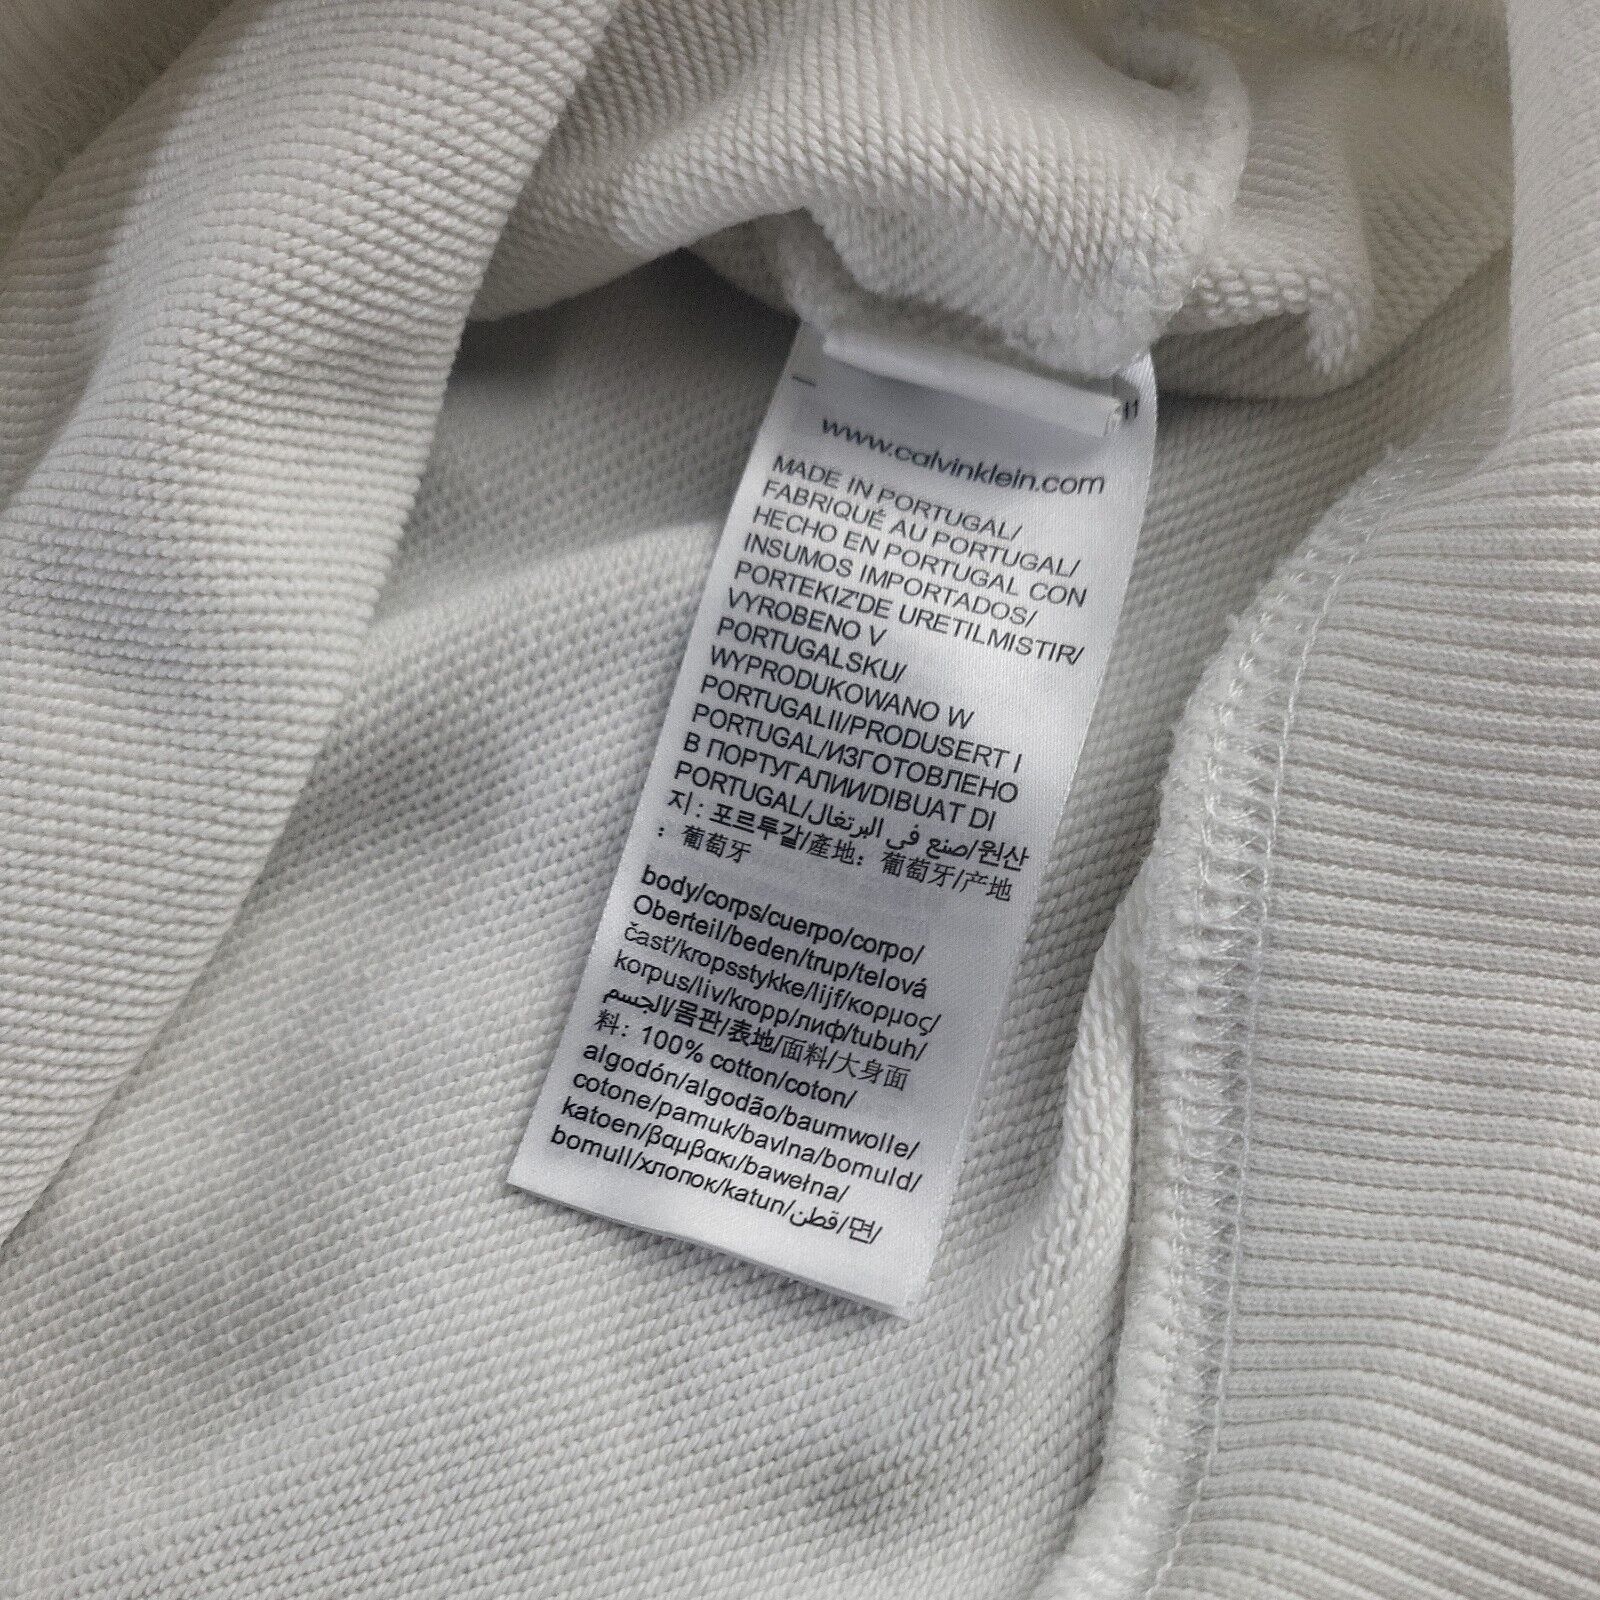 www.calvinklein.com
MADE IN PORTUGAL/
FABRIQUÉ AU PORTUGAL/
HECHO EN PORTUGAL CON
INSUMOS IMPORTADOS/
PORTEKIZ'DE URETILMISTIR/
VYROBENO V
PORTUGALSKU/
WYPRODUKOWANO W
PORTUGALII/PRODUSERT I
PORTUGAL/ИЗГОТОВЛЕНО
В ПОРТУГАЛИИ/DIBUAT DI
PORTUGAL/صنع في البرتغال/원산
지: 포르투갈/產地: 葡萄牙/产地
: 葡萄牙
body/corps/cuerpo/corpo/
Oberteil/beden/trup/telová
časť/kropsstykke/lijf/κορμος/
korpus/liv/kropp/лиф/tubuh/
الجسم/몸판/表地/面料/大身面
料: 100% cotton/coton/
algodón/algodão/baumwolle/
cotone/pamuk/bavlna/bomuld/
katoen/βαμβακι/bawełna/
bomull/хлопок/katun/قطن/면/